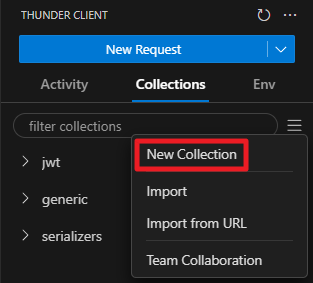 THUNDER CLIENT
New Request
Activity Collections Env
filter collections
New Collection
jwt
Import
generic
Import from URL
serializers
Team Collaboration